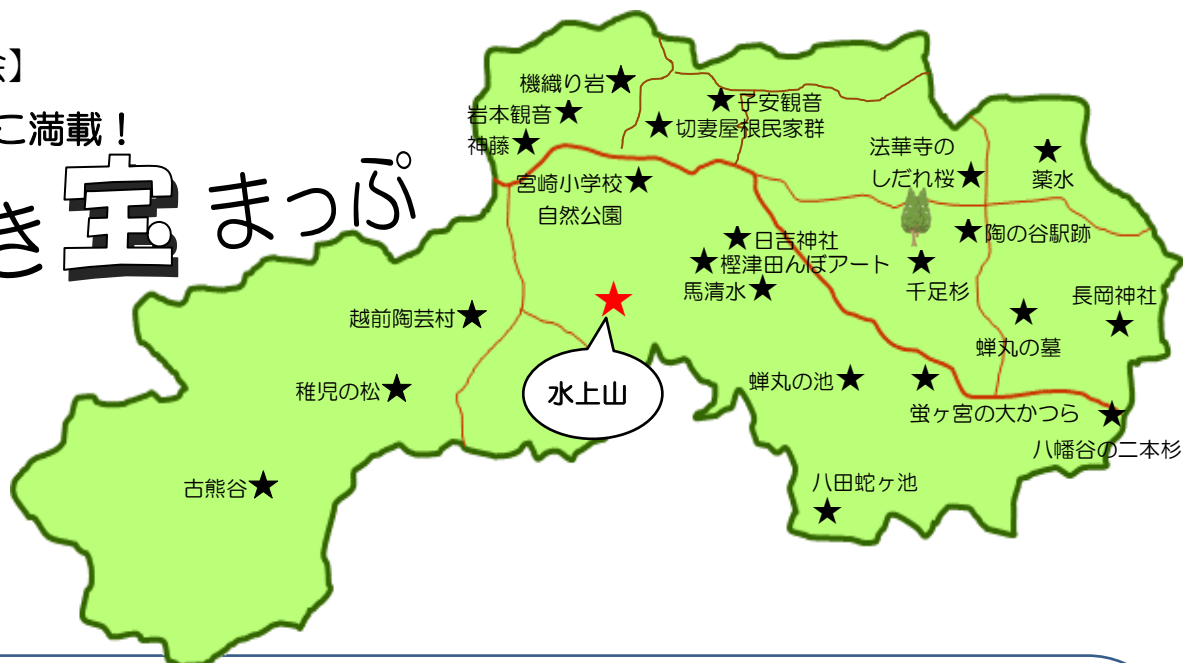 会】
に満載！
き宝まっぷ
機織り岩
岩本観音
神藤
子安観音
切妻屋根民家群
宮崎小学校
自然公園
法華寺の
しだれ桜
薬水
陶の谷駅跡
日吉神社
樫津田んぼアート
馬清水
千足杉
長岡神社
越前陶芸村
蝉丸の墓
水上山
稚児の松
蝉丸の池
蛍ヶ宮の大かつら
八幡谷の二本杉
古熊谷
八田蛇ヶ池